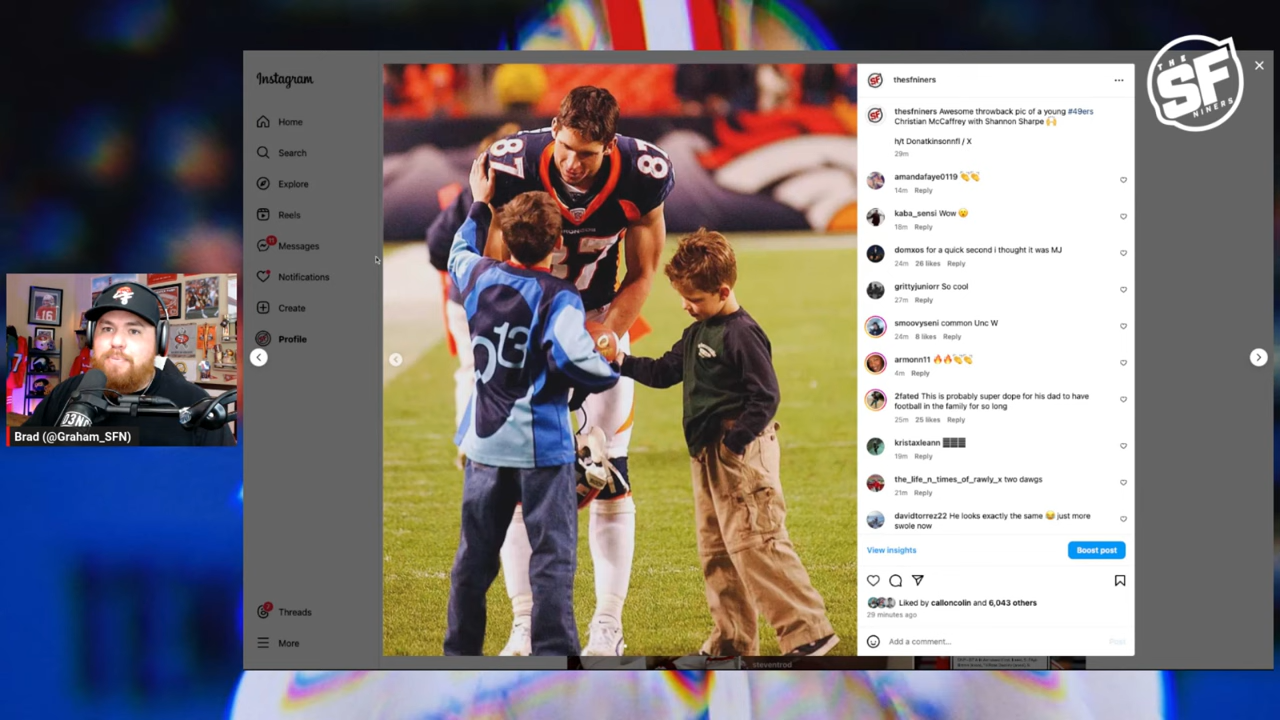 THE
SF
NINERS
Instagram
Home
Search
Explore
Reels
11
Messages
Notifications
Create
Profile
Threads
More
16
Brad (@Graham_SFN)
87
87
87
13
thesfniners
thesfniners Awesome throwback pic of a young #49ers
Christian McCaffrey with Shannon Sharpe 🙌
h/t Donatkinsonnfl / X
29m
amandafaye0119 👏👏
14m Reply
kaba_sensi Wow 😮
18m Reply
domxos for a quick second i thought it was MJ
24m 26 likes Reply
grittyjuniorr So cool
27m Reply
smoovyseni common Unc W
24m 8 likes Reply
armonn11 🔥🔥👏👏
4m Reply
2fated This is probably super dope for his dad to have
football in the family for so long
25m 25 likes Reply
kristaxleann
19m Reply
the_life_n_times_of_rawly_x two dawgs
21m Reply
davidtorrez22 He looks exactly the same 😂 just more
swole now
View insights
Boost post
Liked by calloncolin and 6,043 others
29 minutes ago
Add a comment...
Post
steventrod